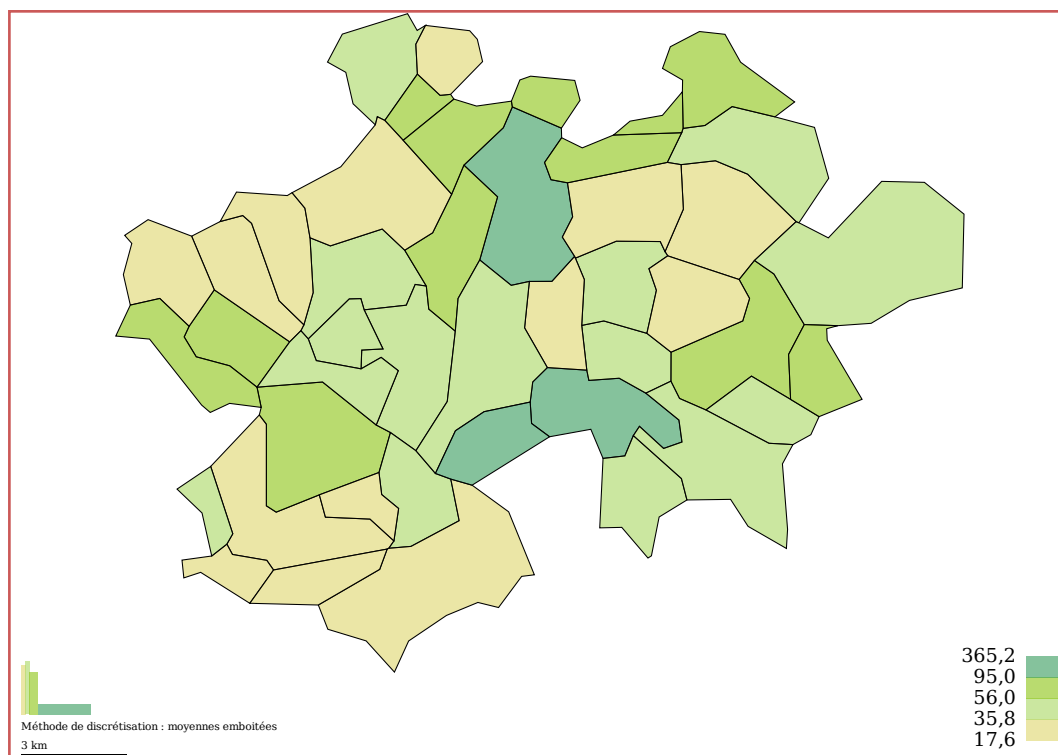 365,2
95,0
56,0
35,8
17,6
Méthode de discrétisation : moyennes emboitées
3 km